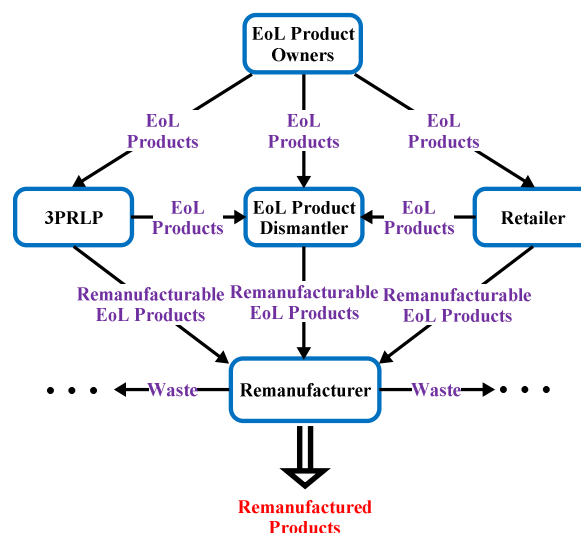 EoL Product
Owners
EoL
Products
EoL
Products
EoL
Products
3PRLP
EoL
Products
EoL Product
Dismantler
EoL
Products
Retailer
Remanufacturable
EoL Products
Remanufacturable
EoL Products
Remanufacturable
EoL Products
Waste
Remanufacturer
Waste
Remanufactured
Products